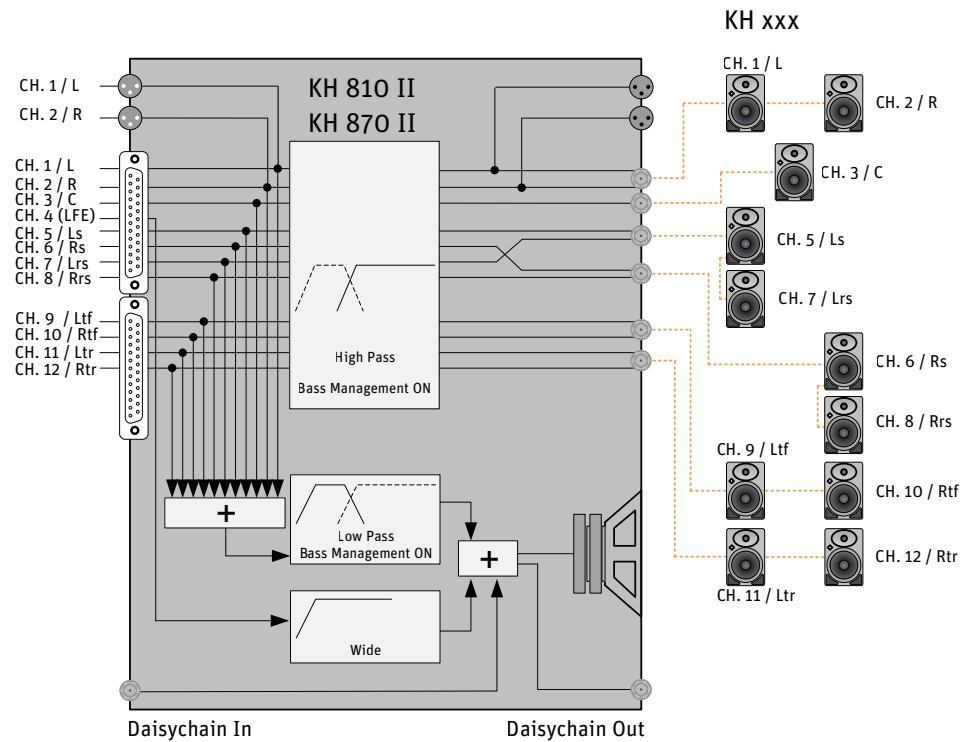 KH xxx
CH. 1 / L
CH. 2 / R
KH 810 II
KH 870 II
CH. 1 / L
CH. 2 / R
CH. 1 / L
CH. 2 / R
CH. 3 / C
CH. 4 (LFE)
CH. 5 / Ls
CH. 6 / Rs
CH. 7 / Lrs
CH. 8 / Rrs
CH. 9 / Ltf
CH. 10 / Rtf
CH. 11 / Ltr
CH. 12 / Rtr
High Pass
Bass Management ON
+
Low Pass
Bass Management ON
+
Wide
Daisychain In
Daisychain Out
CH. 3 / C
CH. 5 / Ls
CH. 7 / Lrs
CH. 6 / Rs
CH. 8 / Rrs
CH. 9 / Ltf
CH. 10 / Rtf
CH. 12 / Rtr
CH. 11 / Ltr